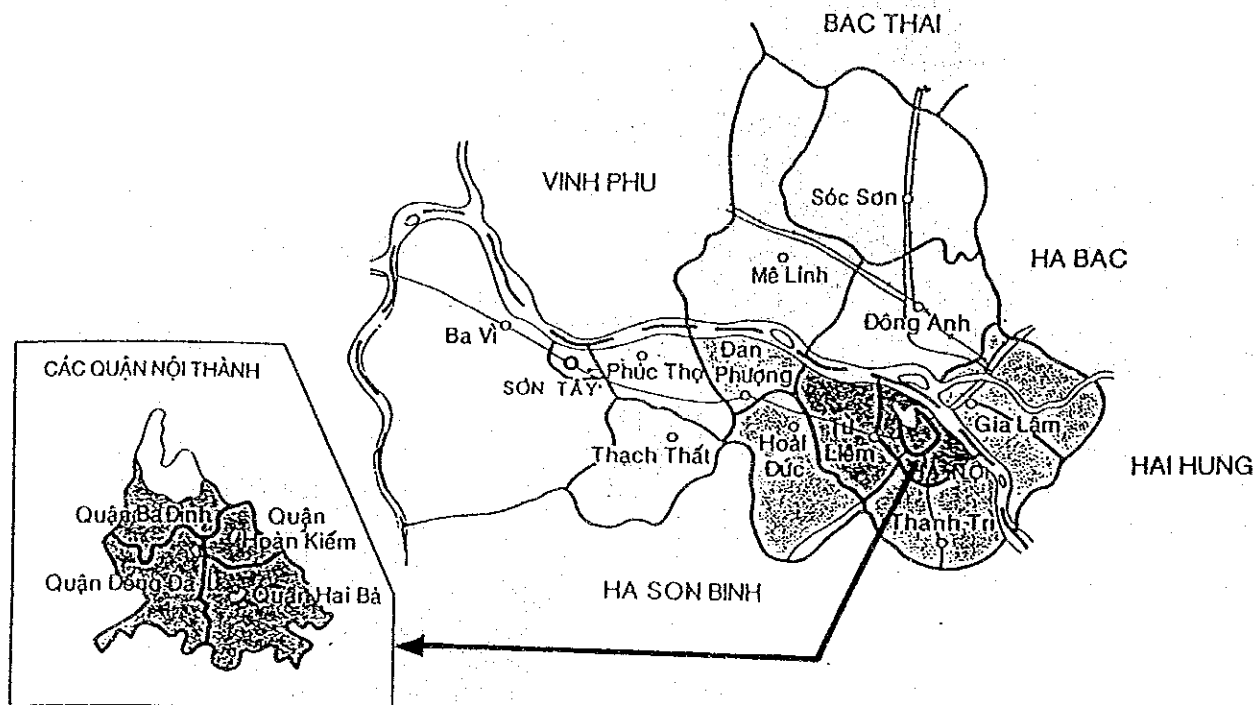 BAC THAI
VINH PHU
Sóc Sơn
HA BAC
Mê Linh
Đông Anh
Ba Vì
SƠN TÂY
Phúc Thọ
Đan
Phượng
Thạch Thất
Hoài
Đức
Từ
Liêm
HÀ NỘI
Gia Lâm
HAI HUNG
Thanh Trì
HA SON BINH
CÁC QUẬN NỘI THÀNH
Quận Ba Đình
Quận
Hoàn Kiếm
Quận Đống Đa
Quận Hai Bà